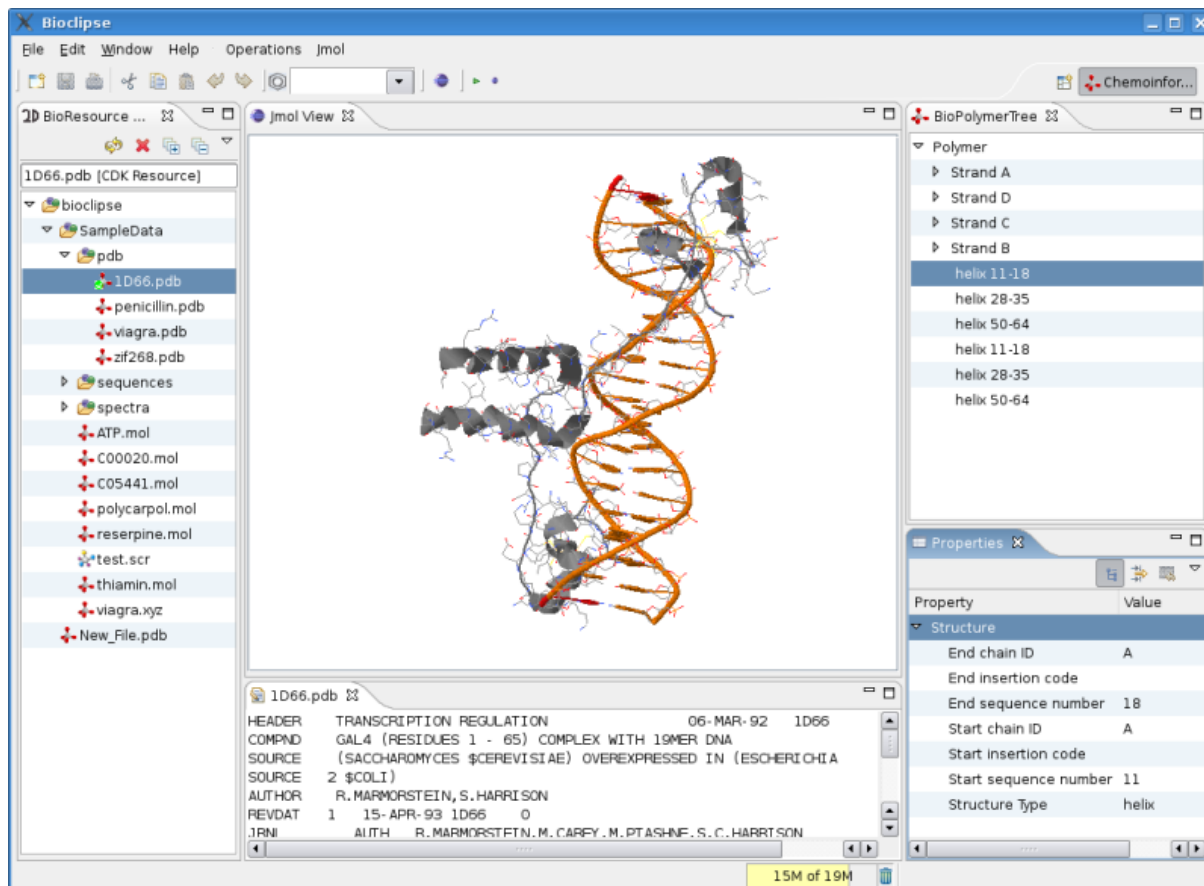 Bioclipse
File Edit Window Help Operations Jmol
Chemoinfor...
BioResource ...
1D66.pdb [CDK Resource]
bioclipse
SampleData
pdb
1D66.pdb
penicillin.pdb
viagra.pdb
zif268.pdb
sequences
spectra
ATP.mol
C00020.mol
C05441.mol
polycarpol.mol
reserpine.mol
test.scr
thiamin.mol
viagra.xyz
New_File.pdb
Jmol View
1D66.pdb
HEADER TRANSCRIPTION REGULATION 06-MAR-92 1D66
COMPND GAL4 (RESIDUES 1 - 65) COMPLEX WITH 19MER DNA
SOURCE (SACCHAROMYCES $CEREVISIAE) OVEREXPRESSED IN (ESCHERICHIA
SOURCE 2 $COLI)
AUTHOR R.MARMORSTEIN,S.HARRISON
REVDAT 1 15-APR-93 1D66 0
JRNL AUTH R.MARMORSTEIN,M.CAREY,M.PTASHNE,S.C.HARRISON
BioPolymerTree
Polymer
Strand A
Strand D
Strand C
Strand B
helix 11-18
helix 28-35
helix 50-64
helix 11-18
helix 28-35
helix 50-64
Properties
Property Value
Structure
End chain ID A
End insertion code
End sequence number 18
Start chain ID A
Start insertion code
Start sequence number 11
Structure Type helix
15M of 19M